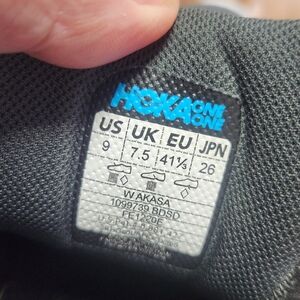 HOKA ONE ONE
US UK EU JPN
9 7.5 41⅓ 26
W AKASA
1099739 BDSD